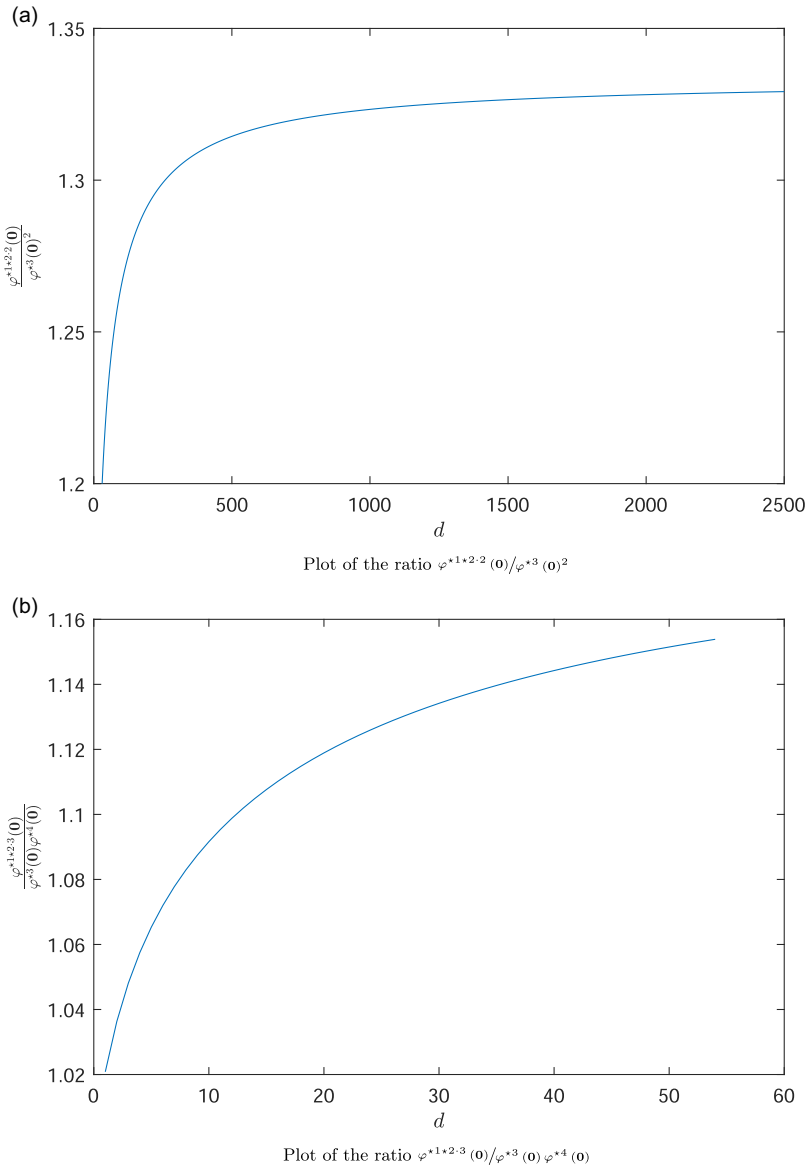 (a)
1.35
1.3
1.25
1.2
φ⋆1⋆2·2(0)
φ⋆3(0)2
0 500 1000 1500 2000 2500
d
Plot of the ratio φ⋆1⋆2·2 (0)/φ⋆3 (0)2
(b)
1.16
1.14
1.12
1.1
1.08
1.06
1.04
1.02
φ⋆1⋆2·3(0)
φ⋆3(0)φ⋆4(0)
0 10 20 30 40 50 60
d
Plot of the ratio φ⋆1⋆2·3 (0)/φ⋆3 (0) φ⋆4 (0)